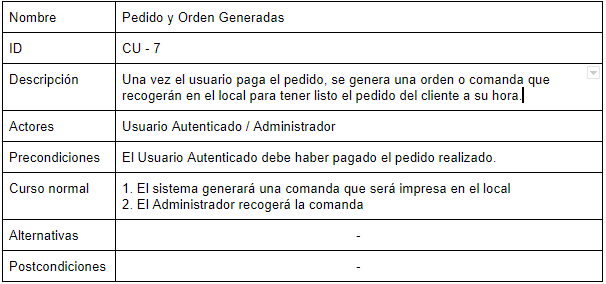 Nombre Pedido y Orden Generadas
ID CU - 7
Descripción Una vez el usuario paga el pedido, se genera una orden o comanda que
recogerán en el local para tener listo el pedido del cliente a su hora.
Actores Usuario Autenticado / Administrador
Precondiciones El Usuario Autenticado debe haber pagado el pedido realizado.
Curso normal 1. El sistema generará una comanda que será impresa en el local
2. El Administrador recogerá la comanda
Alternativas -
Postcondiciones -